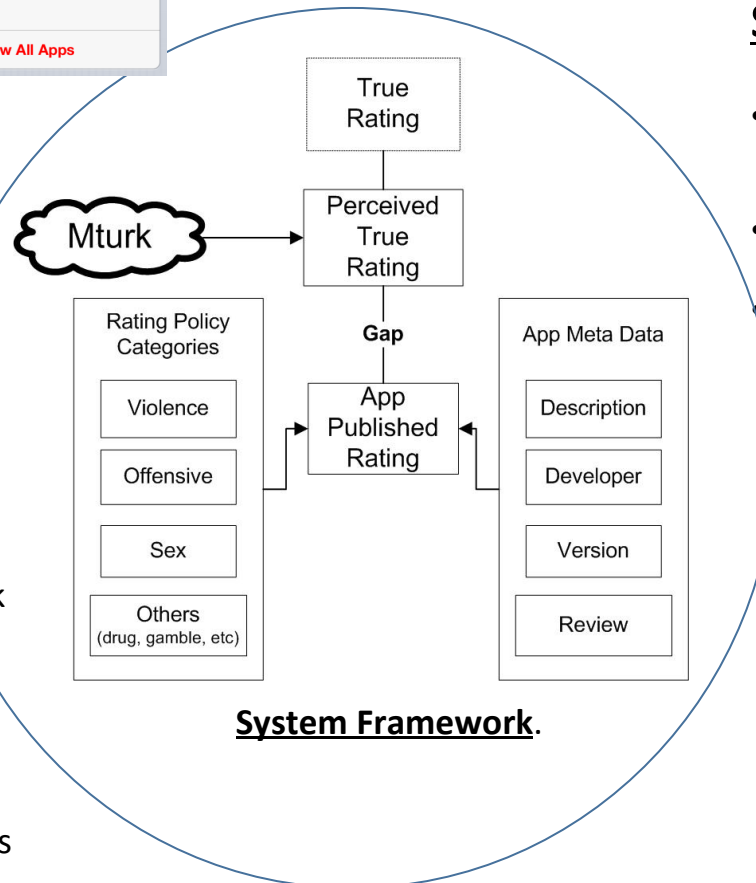 w All Apps
True
Rating
Mturk
Perceived
True
Rating
Gap
Rating Policy
Categories
Violence
Offensive
Sex
Others
(drug, gamble, etc)
App
Published
Rating
App Meta Data
Description
Developer
Version
Review
System Framework.